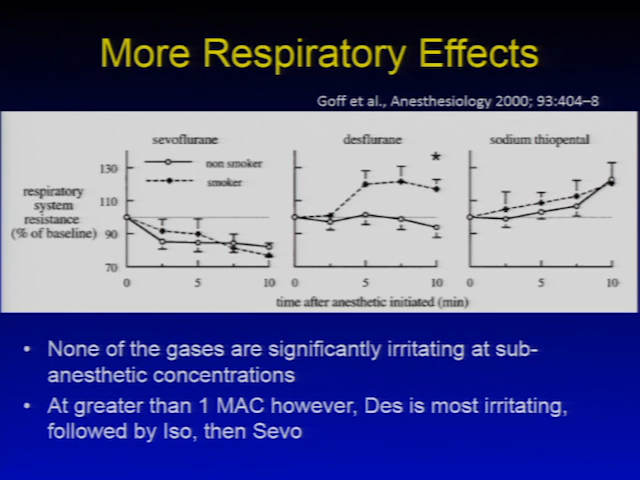 More Respiratory Effects
Goff et al., Anesthesiology 2000; 93:404–8
sevoflurane
desflurane
sodium thiopental
non smoker
smoker
*
respiratory
system
resistance
(% of baseline)
130
110
90
70
0 5 10
0 5 10
0 5 10
time after anesthetic initiated (min)
• None of the gases are significantly irritating at sub-
anesthetic concentrations
• At greater than 1 MAC however, Des is most irritating,
followed by Iso, then Sevo